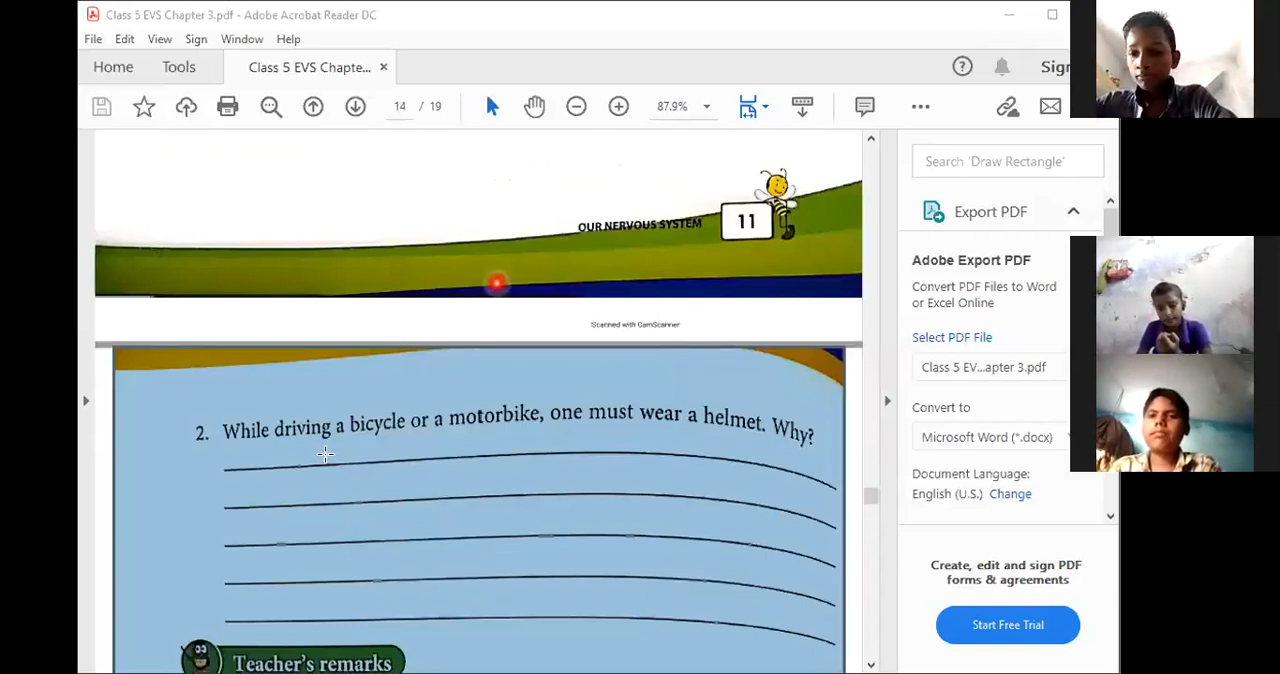 Class 5 EVS Chapter 3.pdf - Adobe Acrobat Reader DC
File Edit View Sign Window Help
Home Tools Class 5 EVS Chapte... × Sign
14 / 19 87.9%
Search 'Draw Rectangle'
Export PDF
Adobe Export PDF
Convert PDF Files to Word
or Excel Online
Select PDF File
Class 5 EV...apter 3.pdf
Convert to
Microsoft Word (*.docx)
Document Language:
English (U.S.) Change
Create, edit and sign PDF
forms & agreements
Start Free Trial
OUR NERVOUS SYSTEM 11
Scanned with CamScanner
2. While driving a bicycle or a motorbike, one must wear a helmet. Why?
Teacher's remarks